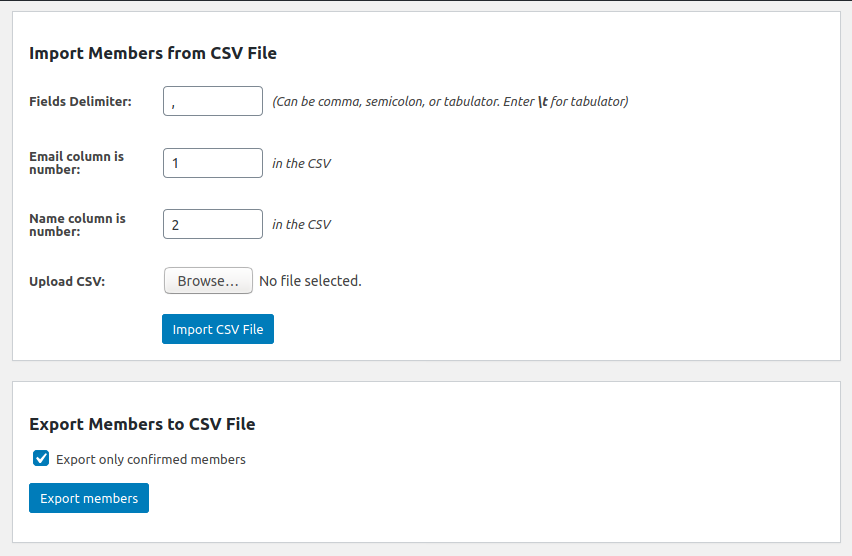 Import Members from CSV File
Fields Delimiter: , (Can be comma, semicolon, or tabulator. Enter \t for tabulator)
Email column is
number: 1 in the CSV
Name column is
number: 2 in the CSV
Upload CSV: Browse... No file selected.
Import CSV File
Export Members to CSV File
Export only confirmed members
Export members